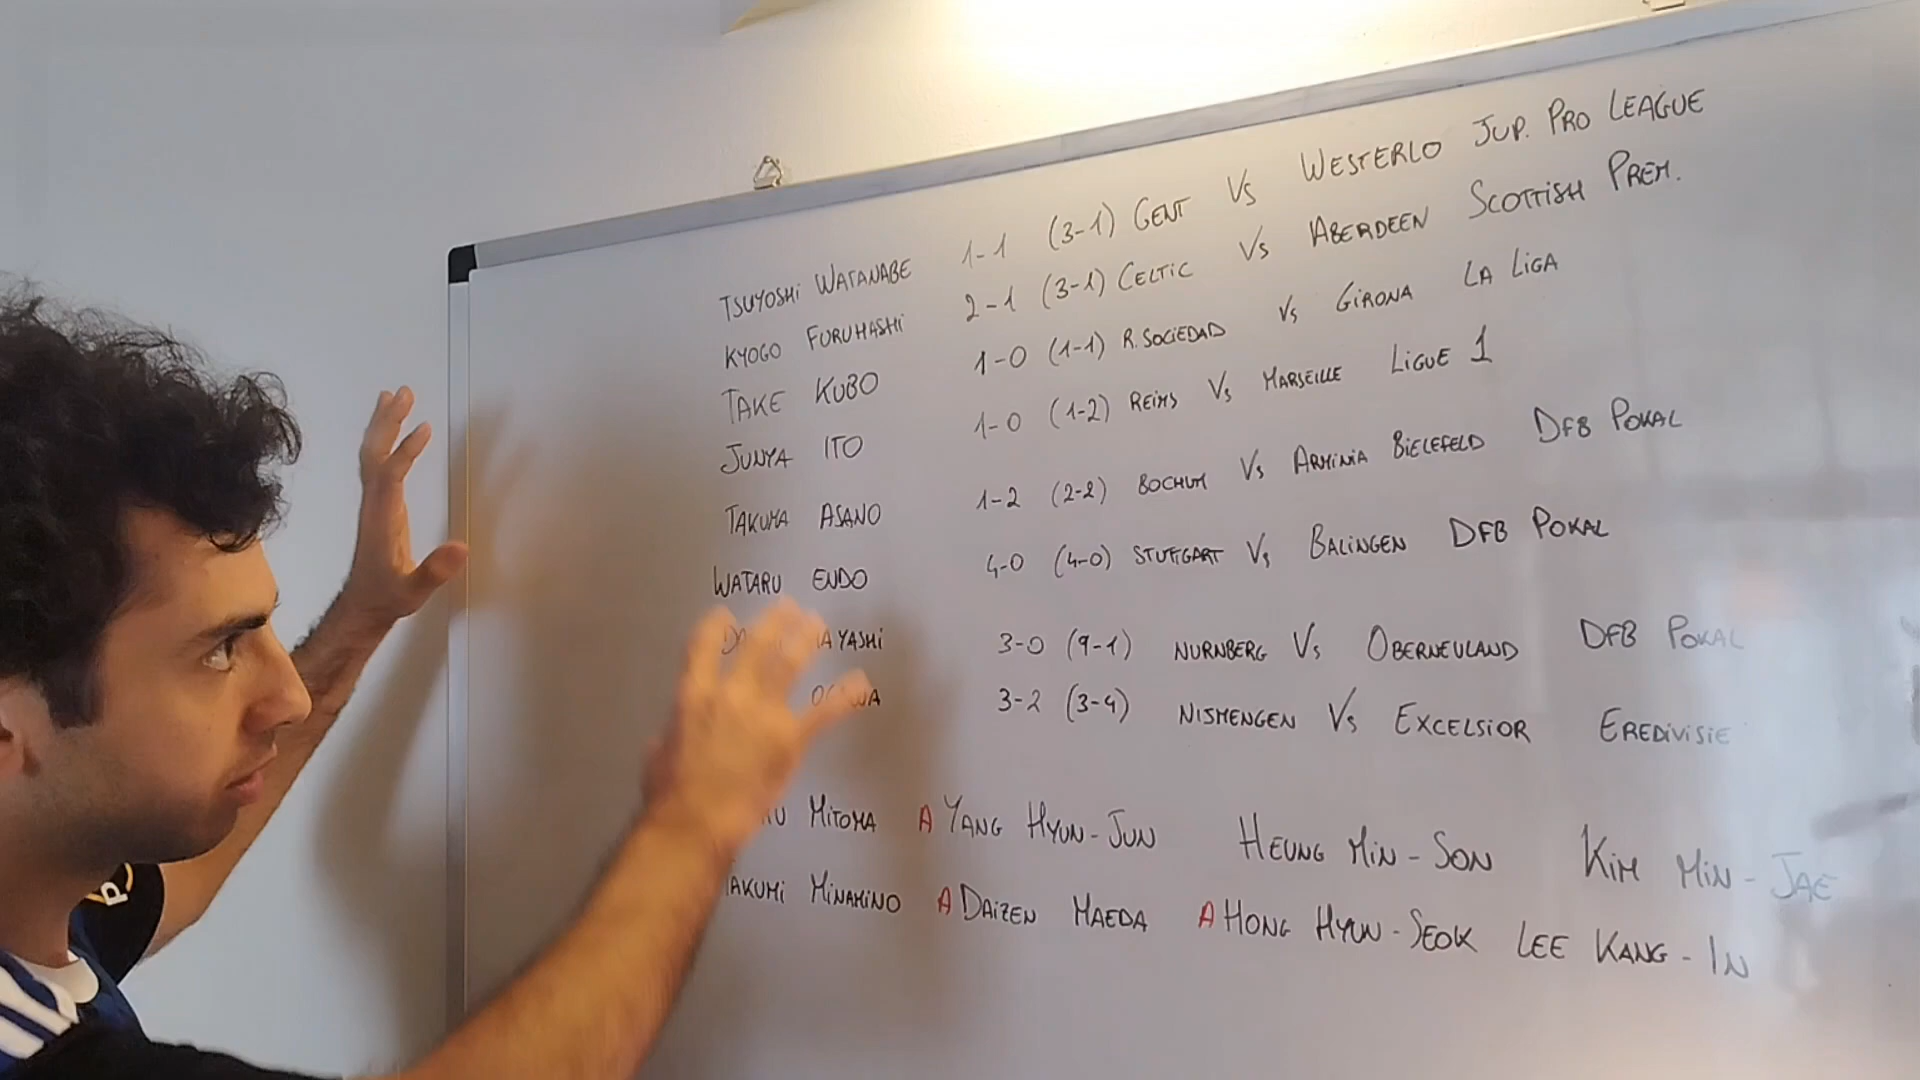 TSUYOSHI WATANABE 1-1 (3-1) GENT VS WESTERLO JUP. PRO LEAGUE
KYOGO FURUHASHI 2-1 (3-1) CELTIC VS ABERDEEN SCOTTISH PREM.
TAKE KUBO 1-0 (1-1) R. SOCIEDAD VS GIRONA LA LIGA
JUNYA ITO 1-0 (1-2) REIMS VS MARSEILLE LIGUE 1
TAKUMA ASANO 1-2 (2-2) BOCHUM VS ARMINIA BIELEFELD DFB POKAL
WATARU ENDO 4-0 (4-0) STUTTGART VS BALINGEN DFB POKAL
3-0 (9-1) NURNBERG VS OBERNEULAND DFB POKAL
3-2 (3-4) NISMENGEN VS EXCELSIOR EREDIVISIE
MITOMA A YANG HYUN-JUN HEUNG MIN-SON KIM MIN-JAE
MINAMINO A DAIZEN MAEDA A HONG HYUN-SEOK LEE KANG-IN